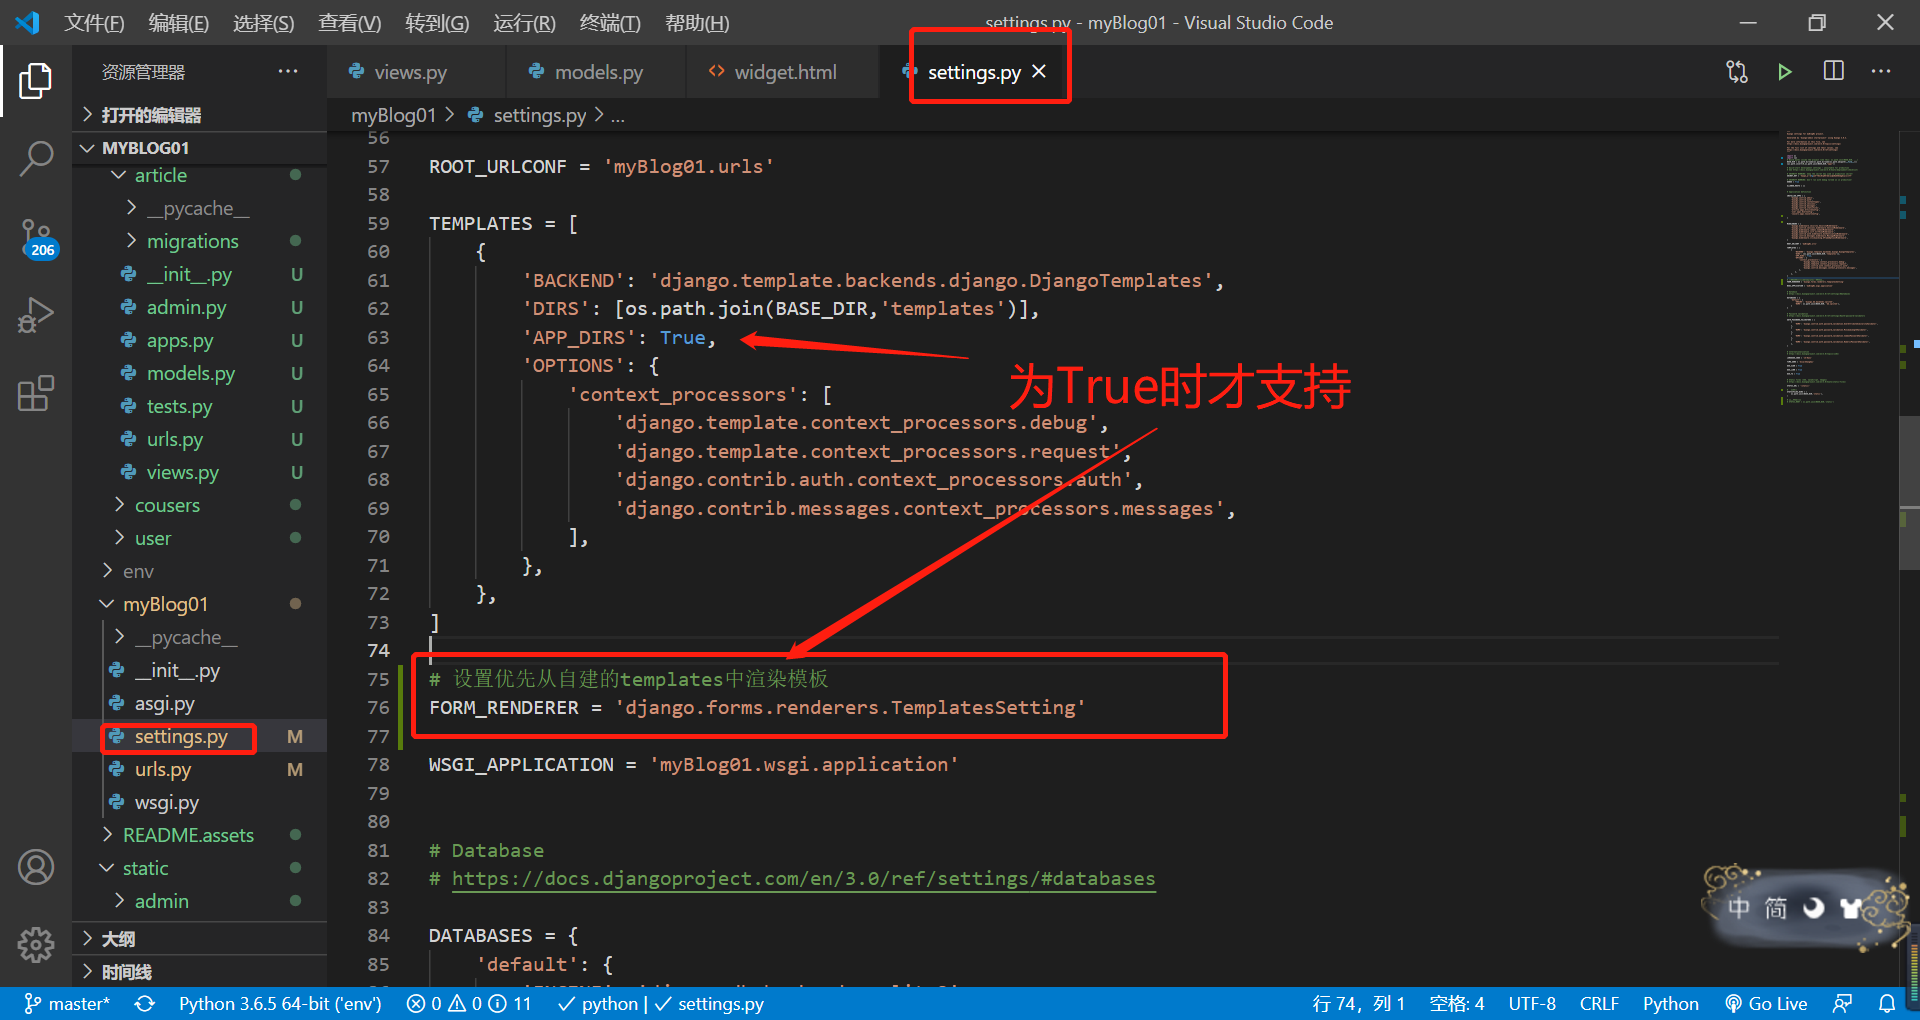 文件(F) 编辑(E) 选择(S) 查看(V) 转到(G) 运行(R) 终端(T) 帮助(H)
settings.py - myBlog01 - Visual Studio Code
资源管理器
views.py
models.py
widget.html
settings.py
打开的编辑器
myBlog01 > settings.py > ...
MYBLOG01
article
__pycache__
migrations
__init__.py U
admin.py U
apps.py U
models.py U
tests.py U
urls.py U
views.py U
cousers
user
env
myBlog01
__pycache__
__init__.py
asgi.py
settings.py M
urls.py M
wsgi.py
README.assets
static
admin
大纲
时间线
206
56
57 ROOT_URLCONF = 'myBlog01.urls'
58
59 TEMPLATES = [
60 {
61 'BACKEND': 'django.template.backends.django.DjangoTemplates',
62 'DIRS': [os.path.join(BASE_DIR,'templates')],
63 'APP_DIRS': True,
64 'OPTIONS': {
65 'context_processors': [
66 'django.template.context_processors.debug',
67 'django.template.context_processors.request',
68 'django.contrib.auth.context_processors.auth',
69 'django.contrib.messages.context_processors.messages',
70 ],
71 },
72 },
73 ]
74
75 # 设置优先从自建的templates中渲染模板
76 FORM_RENDERER = 'django.forms.renderers.TemplatesSetting'
77
78 WSGI_APPLICATION = 'myBlog01.wsgi.application'
79
80
81 # Database
82 # https://docs.djangoproject.com/en/3.0/ref/settings/#databases
83
84 DATABASES = {
85 'default': {
为True时才支持
中 简
master* Python 3.6.5 64-bit ('env') 0 0 11 python | settings.py
行 74，列 1 空格: 4 UTF-8 CRLF Python Go Live